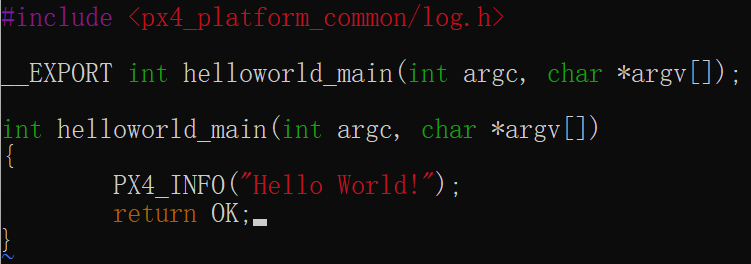 #include <px4_platform_common/log.h>
__EXPORT int helloworld_main(int argc, char *argv[]);
int helloworld_main(int argc, char *argv[])
{
PX4_INFO("Hello World!");
return OK;
}
~